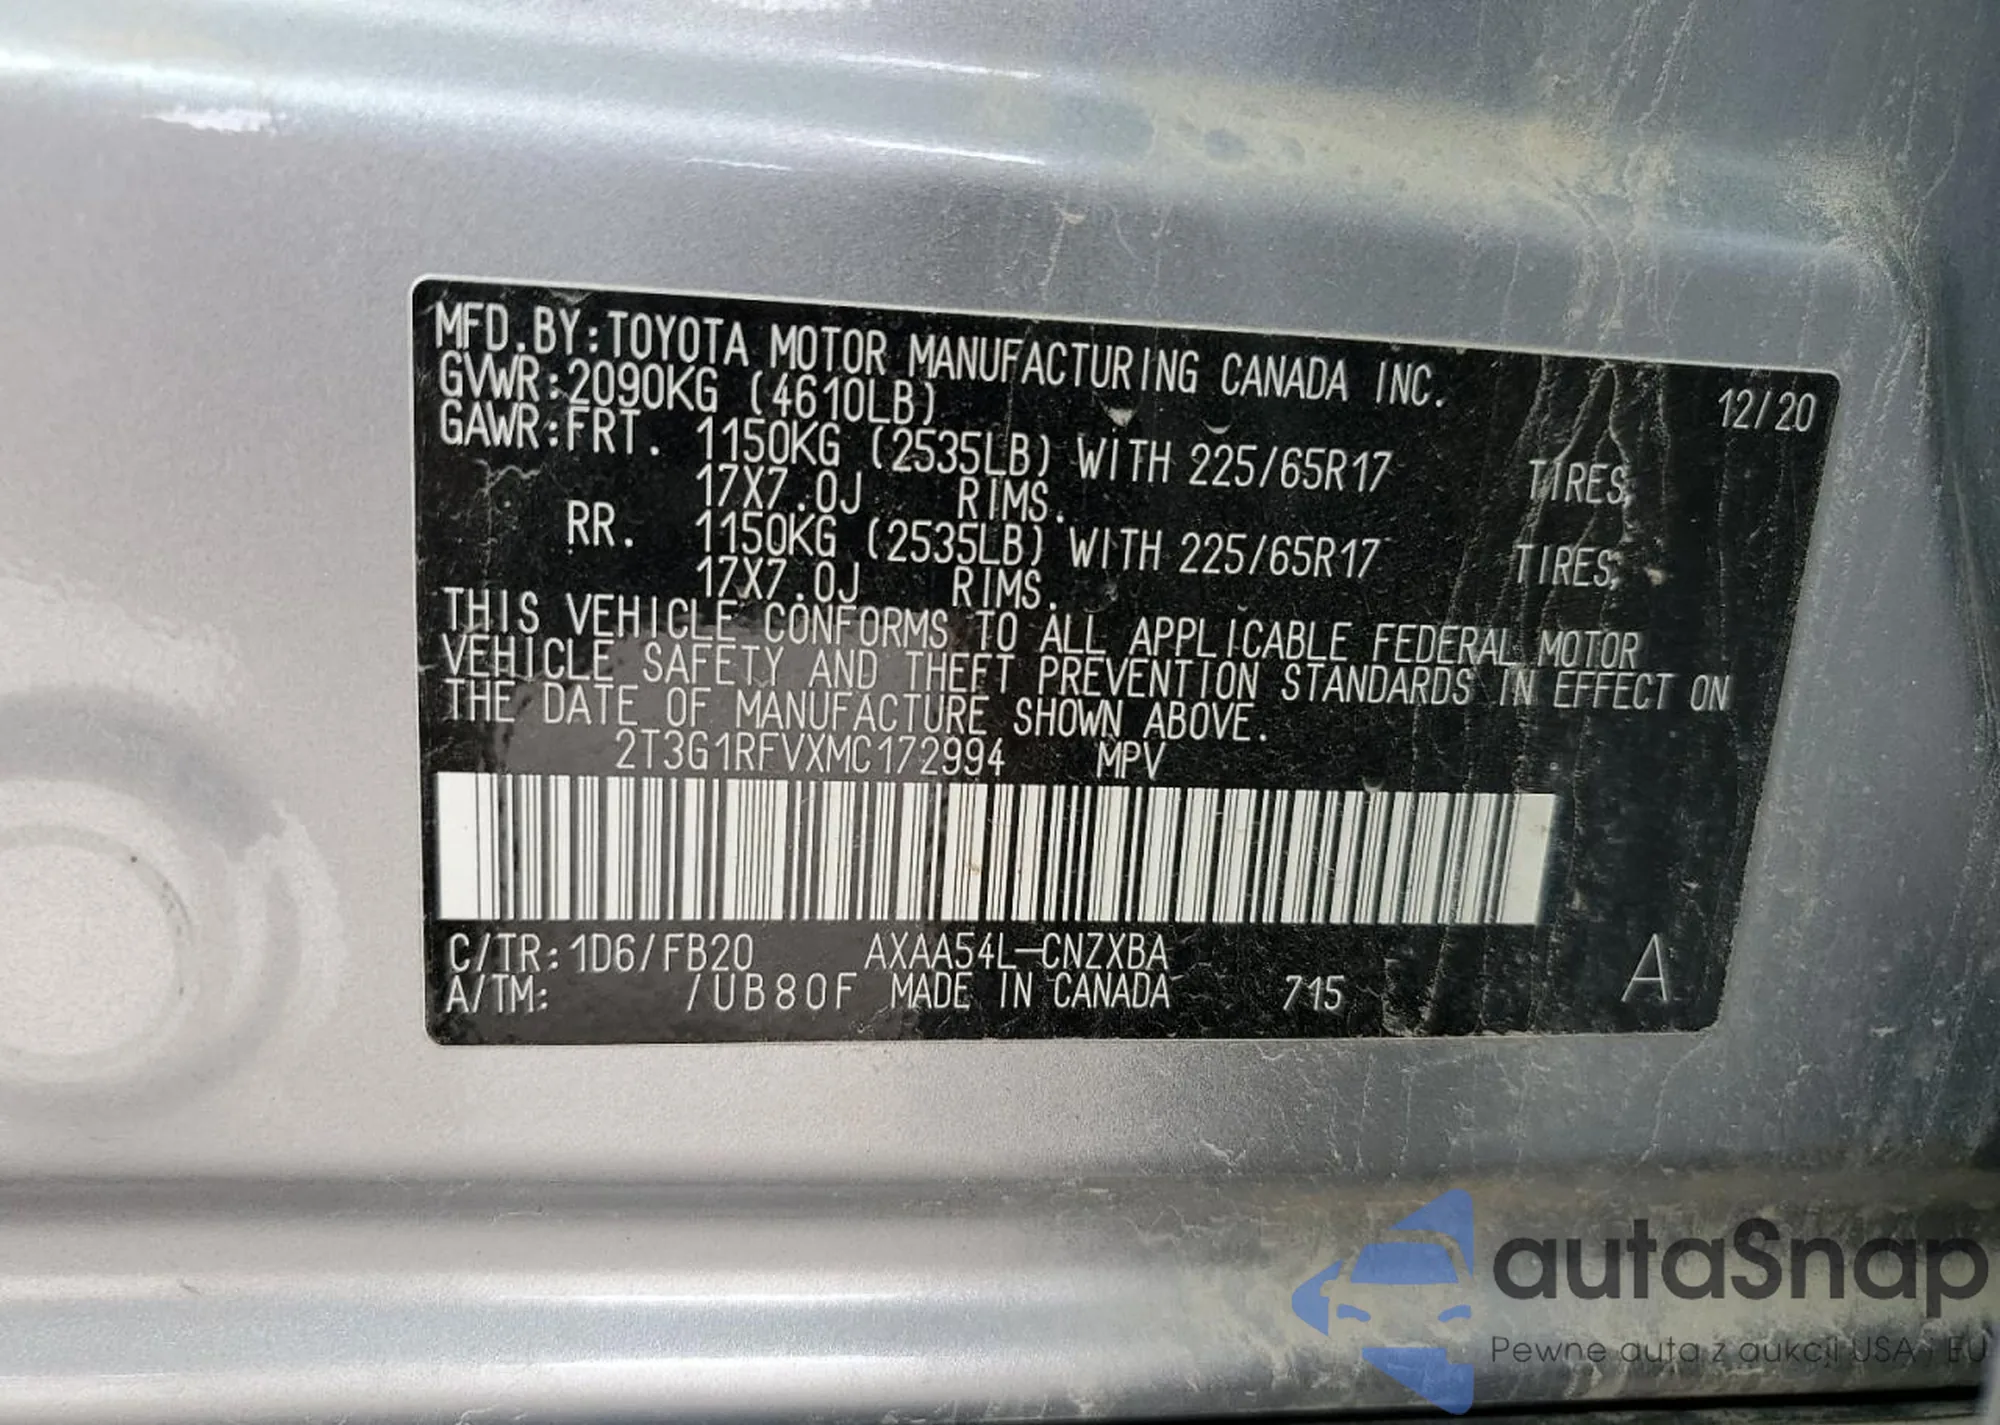 MFD.BY:TOYOTA MOTOR MANUFACTURING CANADA INC. 12/20
GVWR:2090KG (4610LB)
GAWR:FRT. 1150KG (2535LB) WITH 225/65R17 TIRES,
17X7.0J RIMS.
RR. 1150KG (2535LB) WITH 225/65R17 TIRES,
17X7.0J RIMS.
THIS VEHICLE CONFORMS TO ALL APPLICABLE FEDERAL MOTOR
VEHICLE SAFETY AND THEFT PREVENTION STANDARDS IN EFFECT ON
THE DATE OF MANUFACTURE SHOWN ABOVE.
2T3G1RFVXMC172994 MPV
C/TR:1D6/FB20 AXAA54L-CNZXBA
A/TM: /UB80F MADE IN CANADA 715 A
autaSnap
Pewne auta z aukcji USA i EU